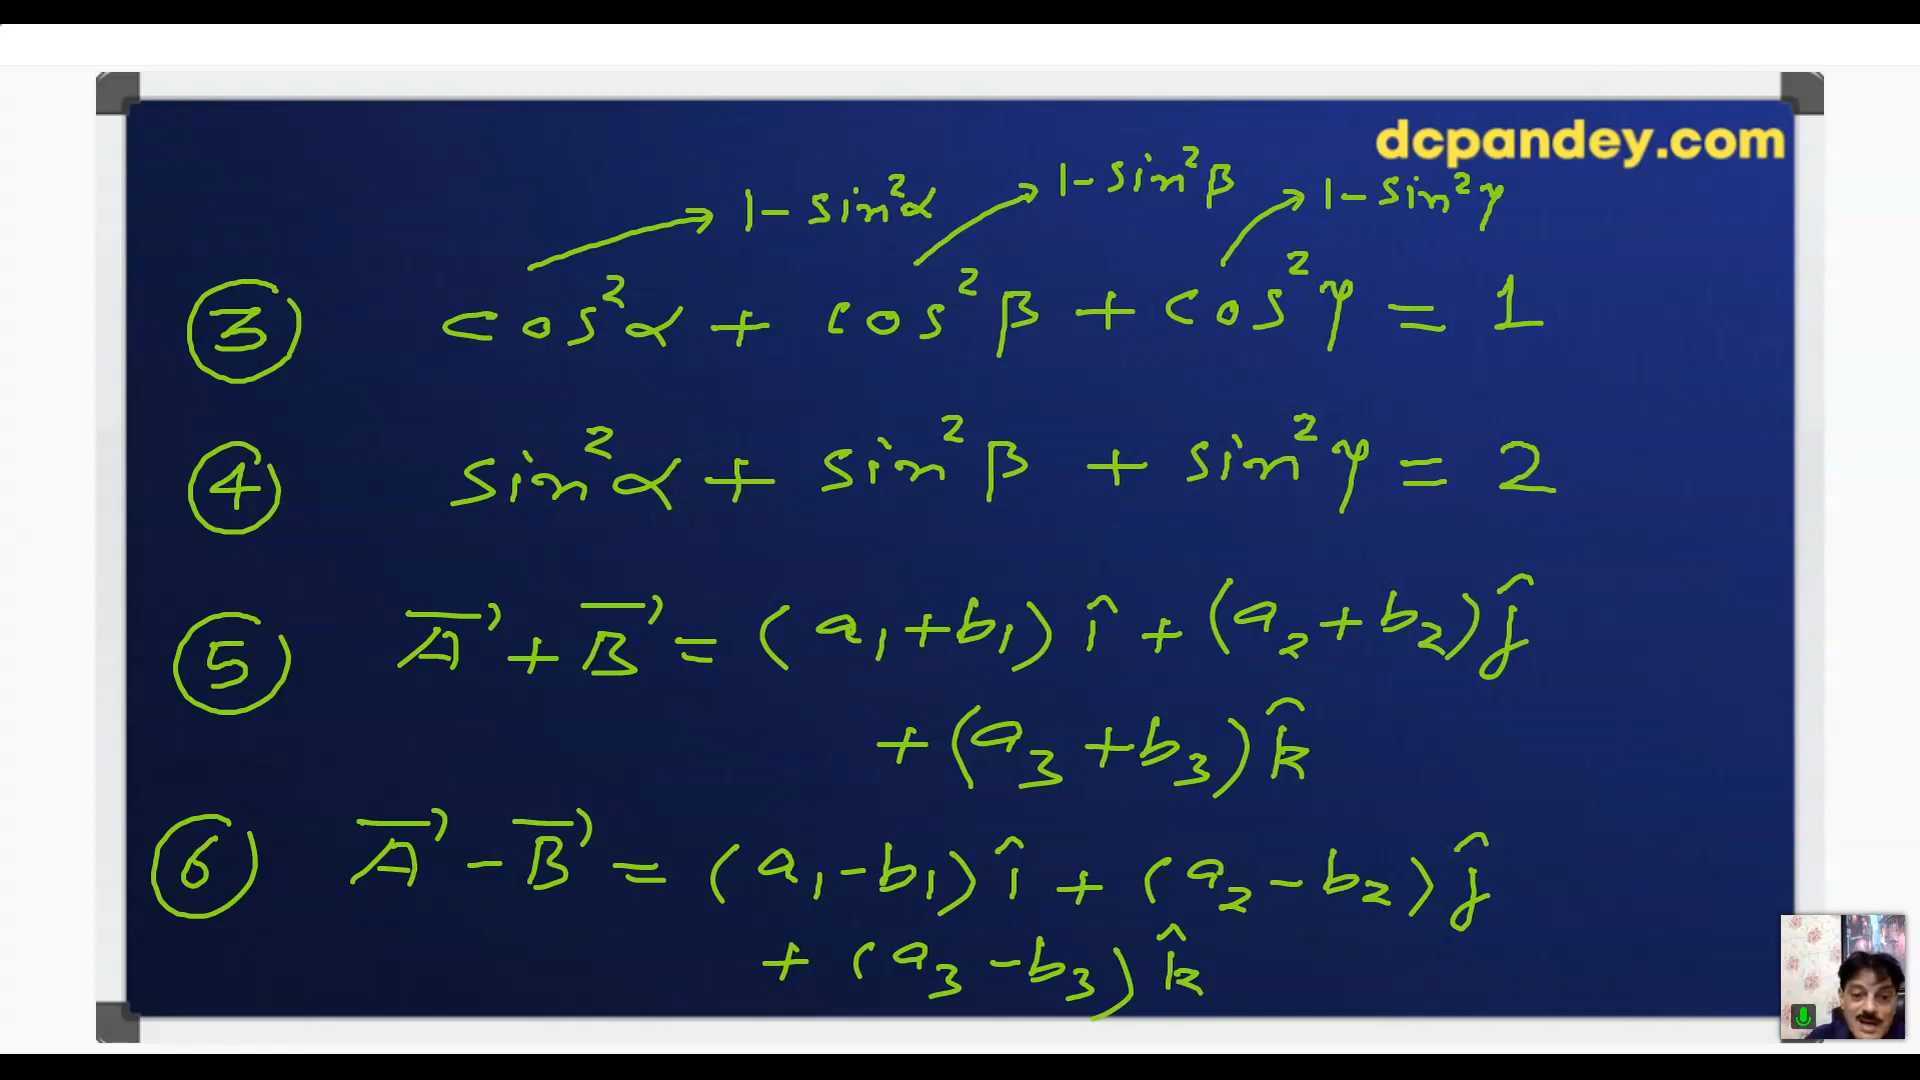 dcpandey.com
1 - sin²α
1 - sin²β
1 - sin²γ
③ cos²α + cos²β + cos²γ = 1
④ sin²α + sin²β + sin²γ = 2
⑤ A⃗ + B⃗ = (a₁+b₁) î + (a₂+b₂) ĵ
+ (a₃+b₃) k̂
⑥ A⃗ - B⃗ = (a₁-b₁) î + (a₂-b₂) ĵ
+ (a₃-b₃) k̂